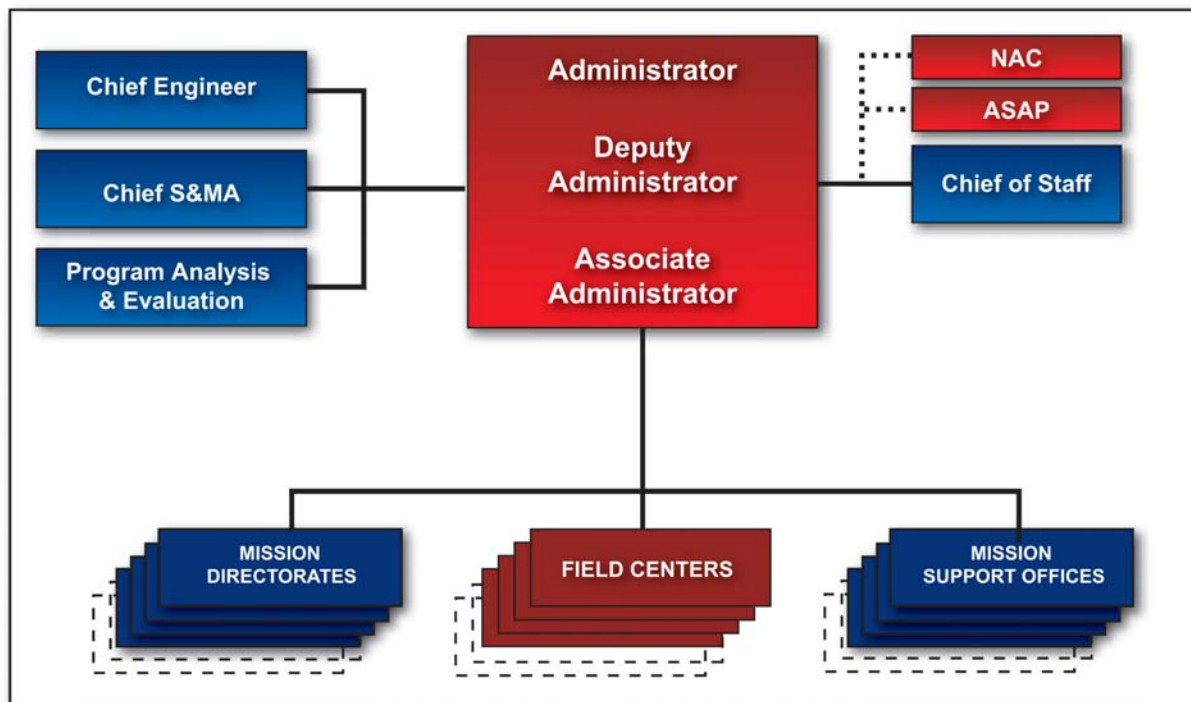 Chief Engineer
Chief S&MA
Program Analysis
& Evaluation
Administrator
Deputy
Administrator
Associate
Administrator
NAC
ASAP
Chief of Staff
MISSION
DIRECTORATES
FIELD CENTERS
MISSION
SUPPORT OFFICES